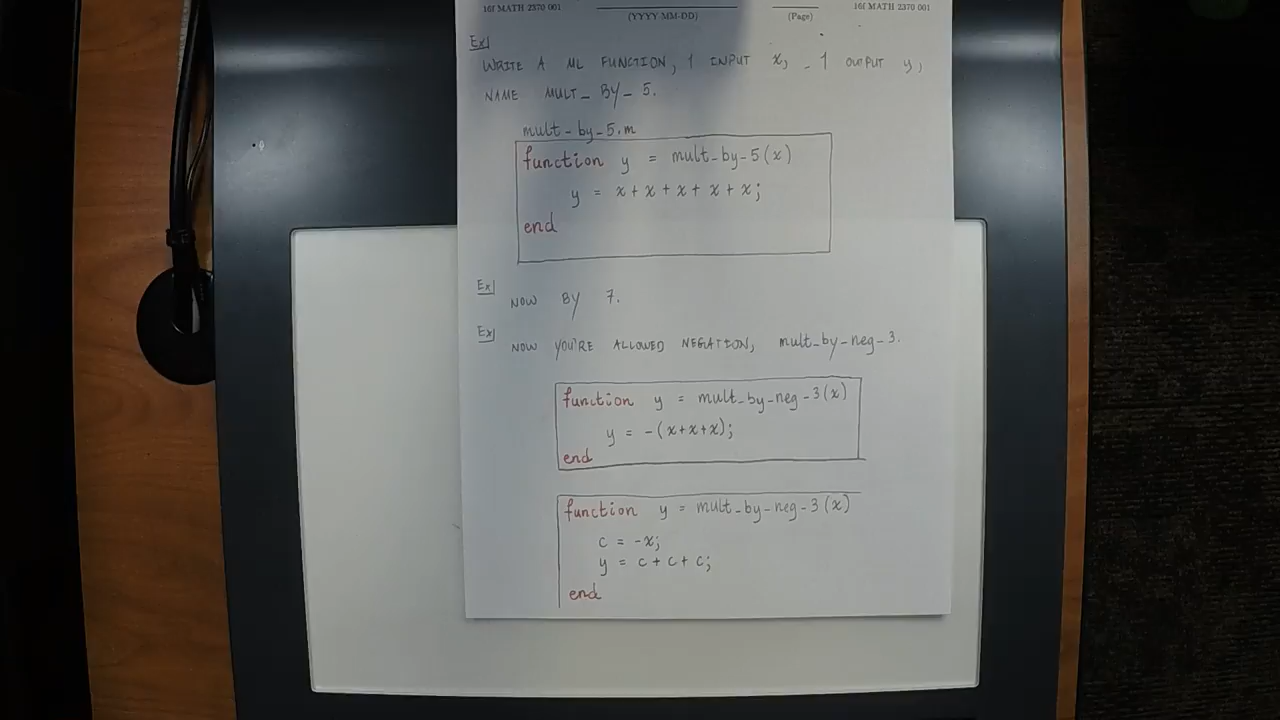 16f MATH 2370 001 (YYYY MM-DD) (Page) 16f MATH 2370 001
Ex
WRITE A ML FUNCTION, 1 INPUT x, 1 OUTPUT y,
NAME MULT_BY_5.
mult_by_5.m
function y = mult_by_5(x)
y = x + x + x + x + x;
end
Ex NOW BY 7.
Ex NOW YOU'RE ALLOWED NEGATION, mult_by_neg_3.
function y = mult_by_neg_3(x)
y = -(x+x+x);
end
function y = mult_by_neg_3(x)
c = -x;
y = c + c + c;
end